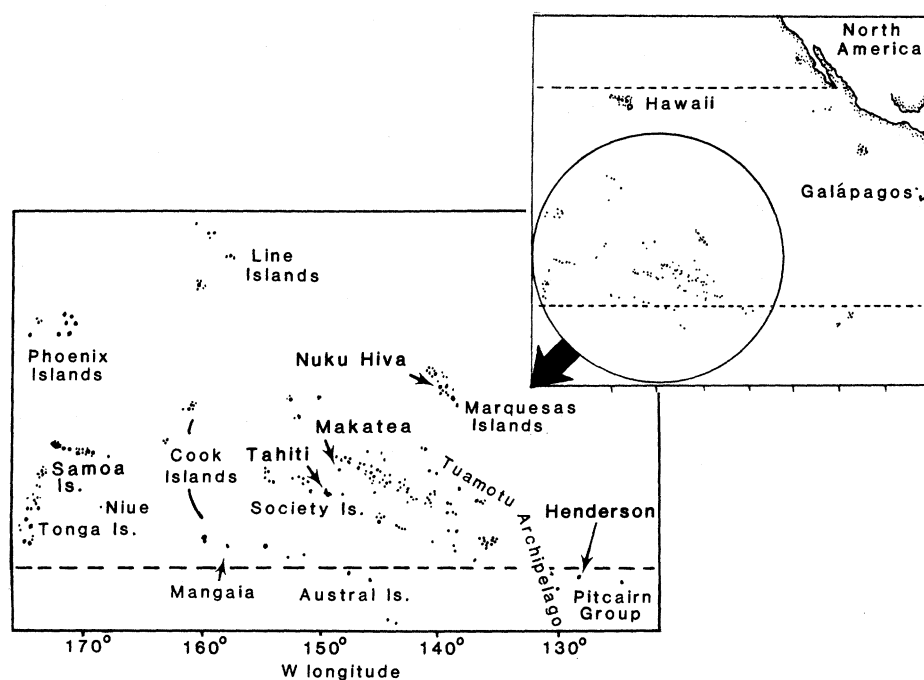 North
America
Hawaii
Galápagos
Line
Islands
Phoenix
Islands
Nuku Hiva
Marquesas
Islands
Makatea
Tahiti
Cook
Islands
Samoa
Is.
Niue
Tonga Is.
Society Is.
Tuamotu Archipelago
Henderson
Mangaia
Austral Is.
Pitcairn
Group
170° 160° 150° 140° 130°
W longitude